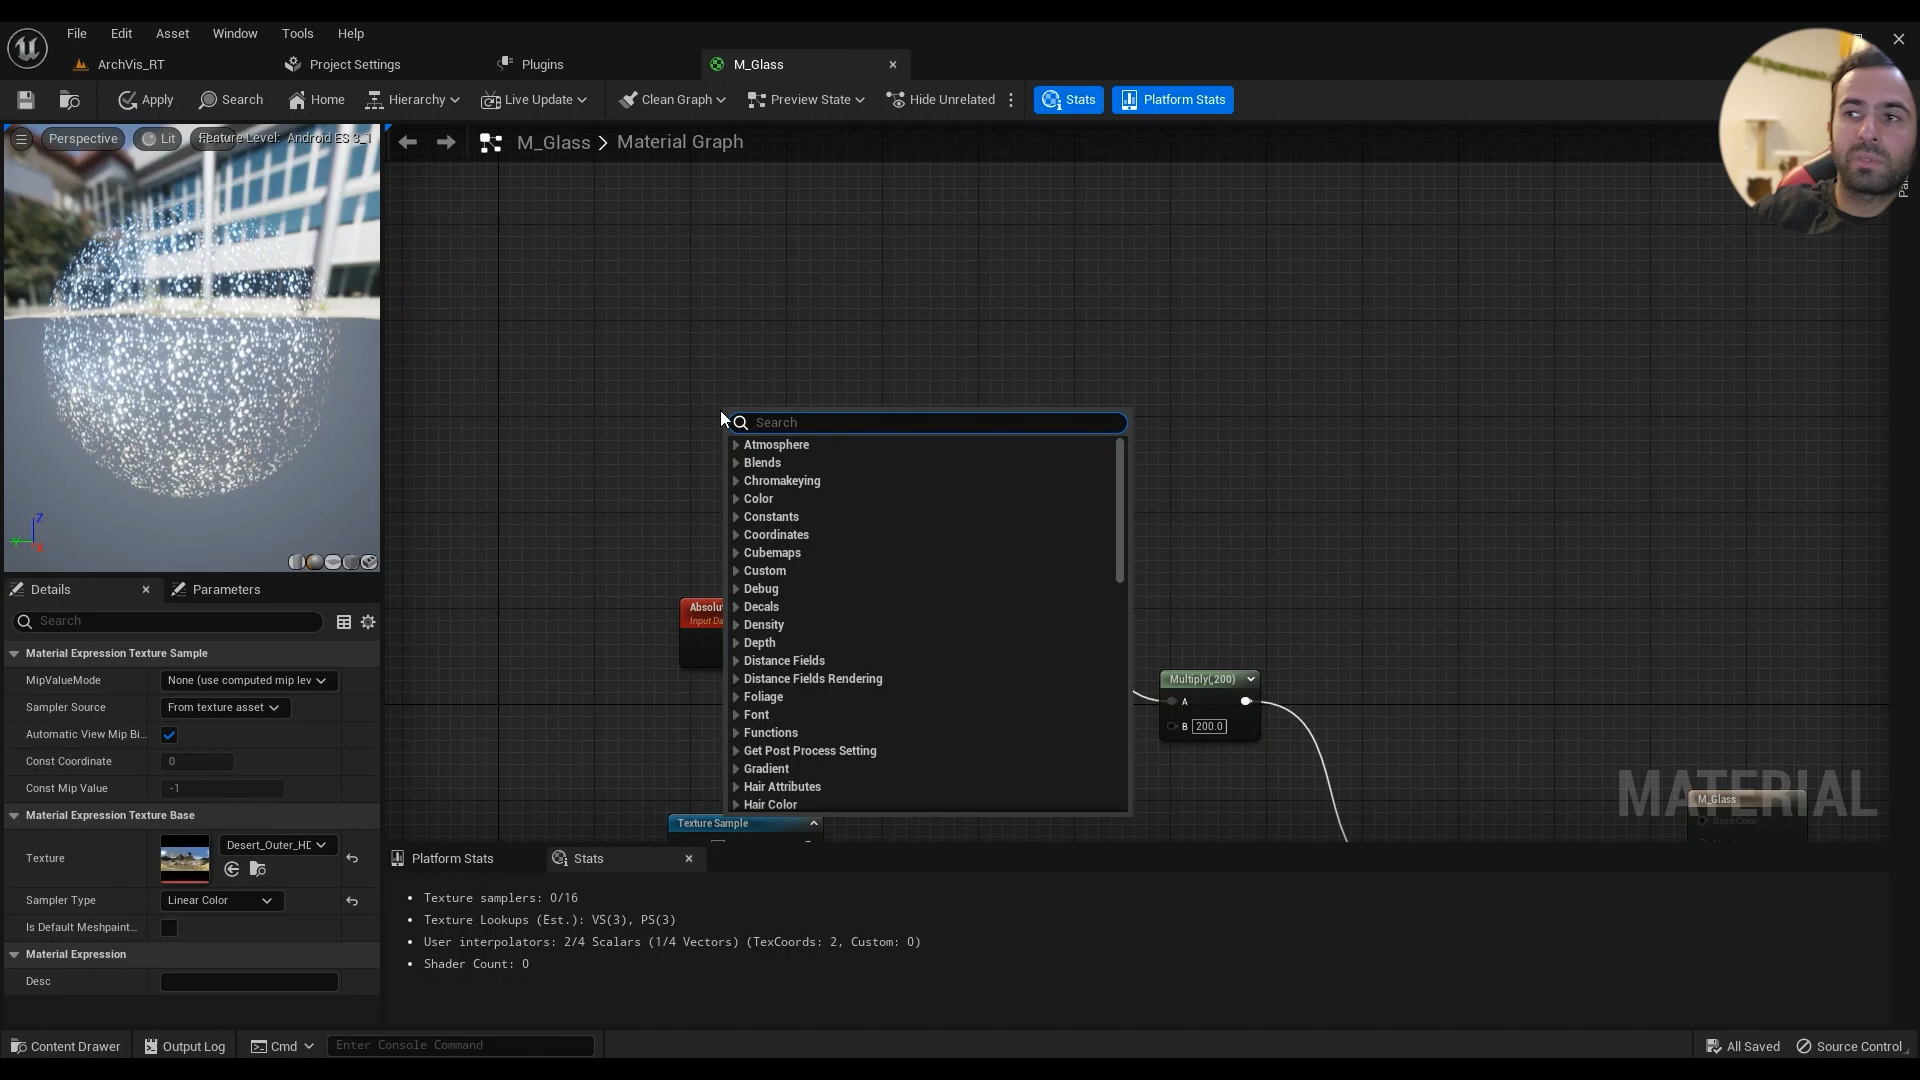 File Edit Asset Window Tools Help
ArchVis_RT Project Settings Plugins M_Glass
Apply Search Home Hierarchy Live Update Clean Graph Preview State Hide Unrelated Stats Platform Stats
Perspective Lit Feature Level: Android ES 3_1
M_Glass > Material Graph
Search
Atmosphere
Blends
Chromakeying
Color
Constants
Coordinates
Cubemaps
Custom
Debug
Decals
Density
Depth
Distance Fields
Distance Fields Rendering
Foliage
Font
Functions
Get Post Process Setting
Gradient
Hair Attributes
Hair Color
Absolu
Input Da
Multiply(,200)
A
B 200.0
Texture Sample
MATERIAL
M_Glass
Base Color
Details Parameters
Search
Material Expression Texture Sample
MipValueMode None (use computed mip lev
Sampler Source From texture asset
Automatic View Mip Bi...
Const Coordinate 0
Const Mip Value -1
Material Expression Texture Base
Texture Desert_Outer_HD
Sampler Type Linear Color
Is Default Meshpaint...
Material Expression
Desc
Platform Stats Stats
• Texture samplers: 0/16
• Texture Lookups (Est.): VS(3), PS(3)
• User interpolators: 2/4 Scalars (1/4 Vectors) (TexCoords: 2, Custom: 0)
• Shader Count: 0
Content Drawer Output Log Cmd Enter Console Command All Saved Source Control